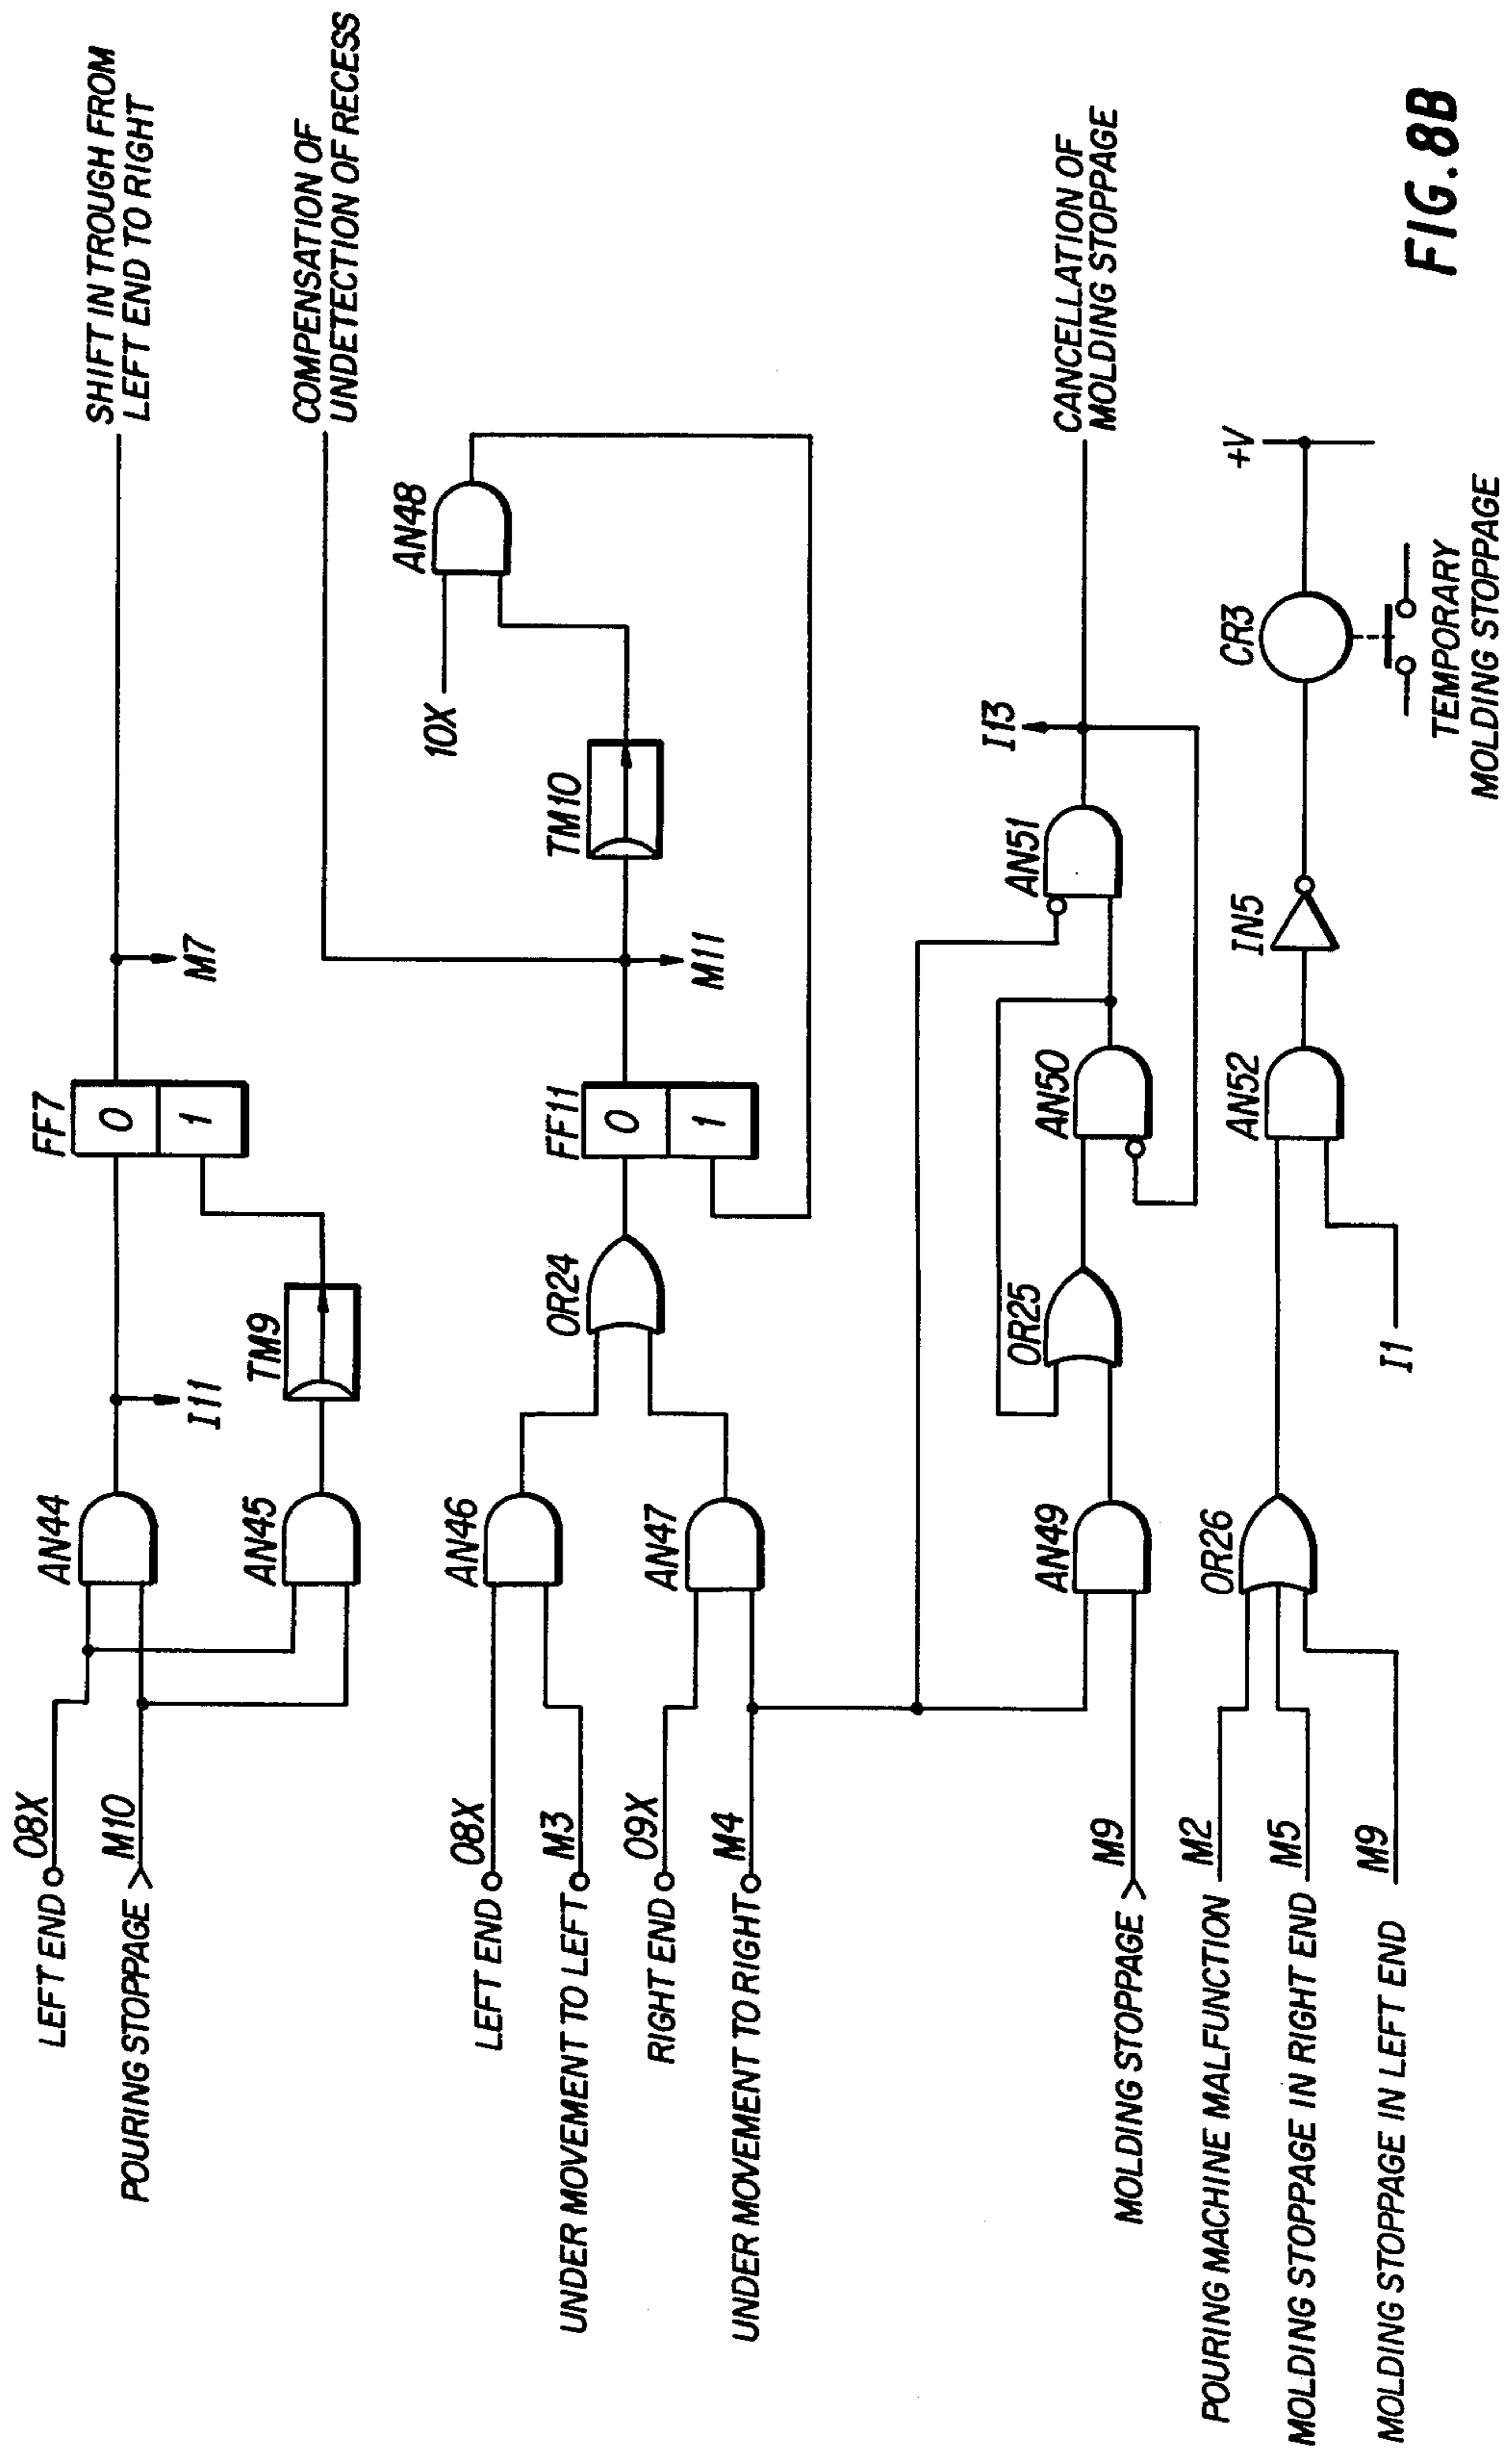 LEFT END
08X
POURING STOPPAGE
M10
AN44
AN45
I11
TM9
FF7
0
1
M7
SHIFT IN TROUGH FROM
LEFT END TO RIGHT
LEFT END
08X
UNDER MOVEMENT TO LEFT
M3
RIGHT END
09X
UNDER MOVEMENT TO RIGHT
M4
AN46
AN47
OR24
FF11
0
1
M11
TM10
10X
AN48
COMPENSATION OF
UNDETECTION OF RECESS
MOLDING STOPPAGE
M9
AN49
OR25
AN50
AN51
I13
CANCELLATION OF
MOLDING STOPPAGE
POURING MACHINE MALFUNCTION
M2
MOLDING STOPPAGE IN RIGHT END
M5
MOLDING STOPPAGE IN LEFT END
M9
OR26
I1
AN52
IN5
CR3
+V
TEMPORARY
MOLDING STOPPAGE
FIG.8B